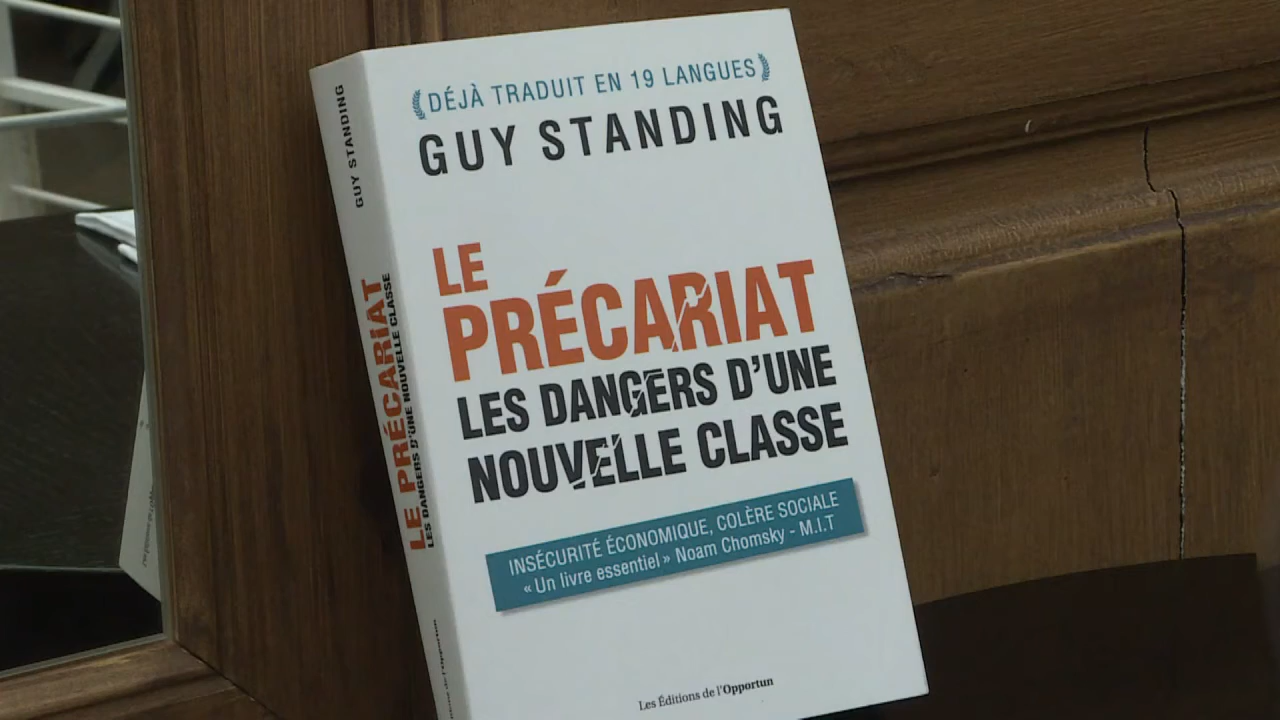 DÉJÀ TRADUIT EN 19 LANGUES
GUY STANDING
LE
PRÉCARIAT
LES DANGERS D'UNE
NOUVELLE CLASSE
INSÉCURITÉ ÉCONOMIQUE, COLÈRE SOCIALE
« Un livre essentiel » Noam Chomsky - M.I.T
Les Éditions de l'Opportun
GUY STANDING
LE PRÉCARIAT
LES DANGERS D'UNE NOUVELLE CLASSE